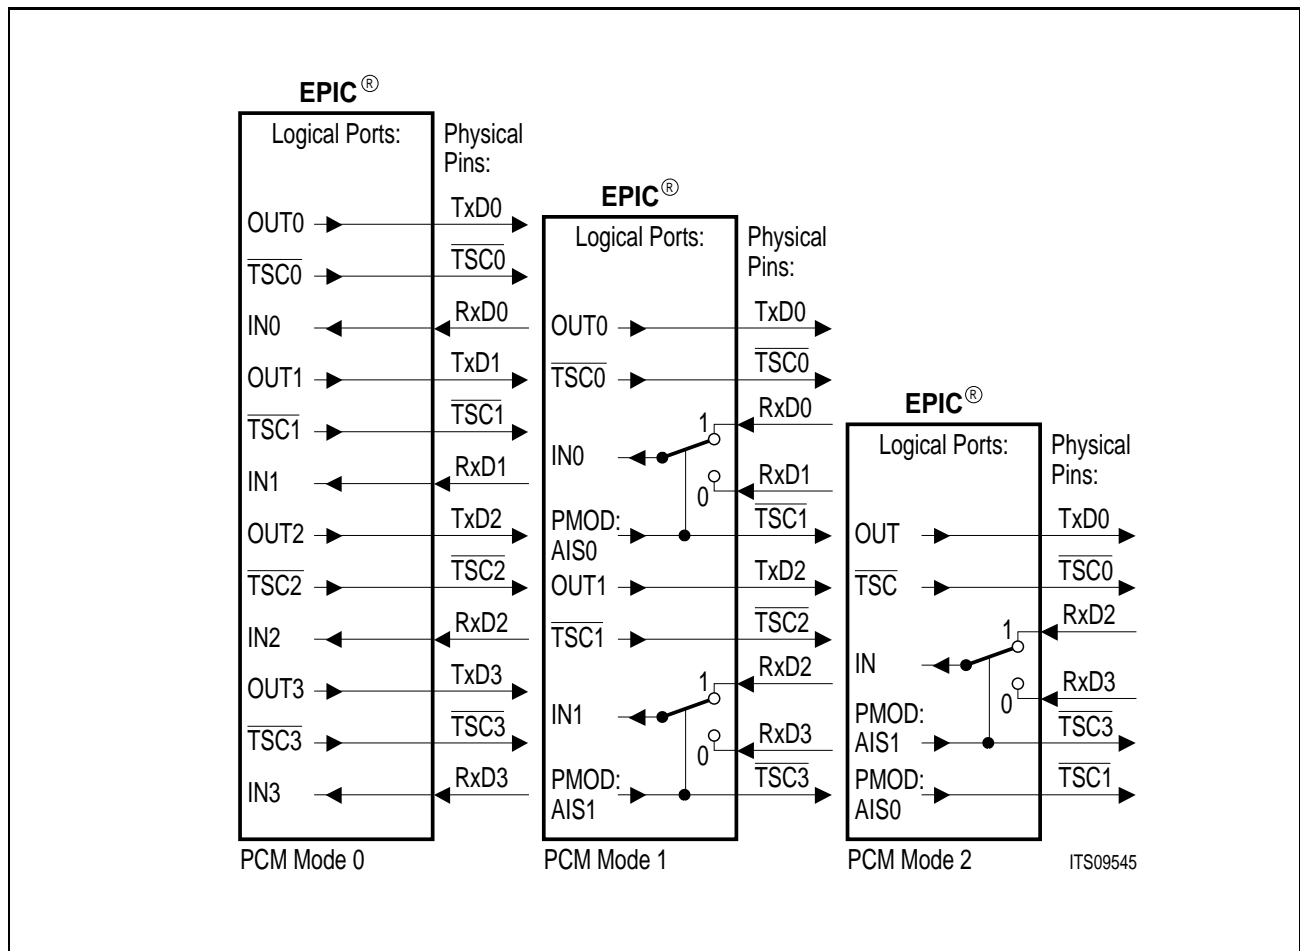 EPIC®
Logical Ports:
Physical
Pins:
OUT0
TxD0
TSC0
TSC0
IN0
RxD0
OUT1
TxD1
TSC1
TSC1
IN1
RxD1
OUT2
TxD2
TSC2
TSC2
IN2
RxD2
OUT3
TxD3
TSC3
TSC3
IN3
RxD3
PCM Mode 0
EPIC®
Logical Ports:
Physical
Pins:
OUT0
TxD0
TSC0
TSC0
1
RxD0
IN0
0
RxD1
PMOD:
AIS0
TSC1
OUT1
TxD2
TSC1
TSC2
1
RxD2
IN1
0
RxD3
PMOD:
AIS1
TSC3
PCM Mode 1
EPIC®
Logical Ports:
Physical
Pins:
OUT
TxD0
TSC
TSC0
1
RxD2
IN
0
RxD3
PMOD:
AIS1
TSC3
PMOD:
AIS0
TSC1
PCM Mode 2
ITS09545